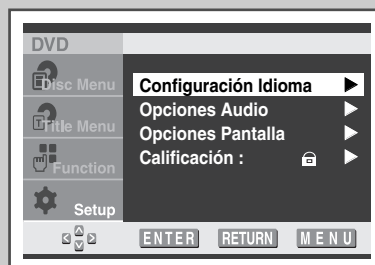 DVD
Disc Menu
Title Menu
Function
Setup
Configuración Idioma
Opciones Audio
Opciones Pantalla
Calificación :
ENTER RETURN MENU